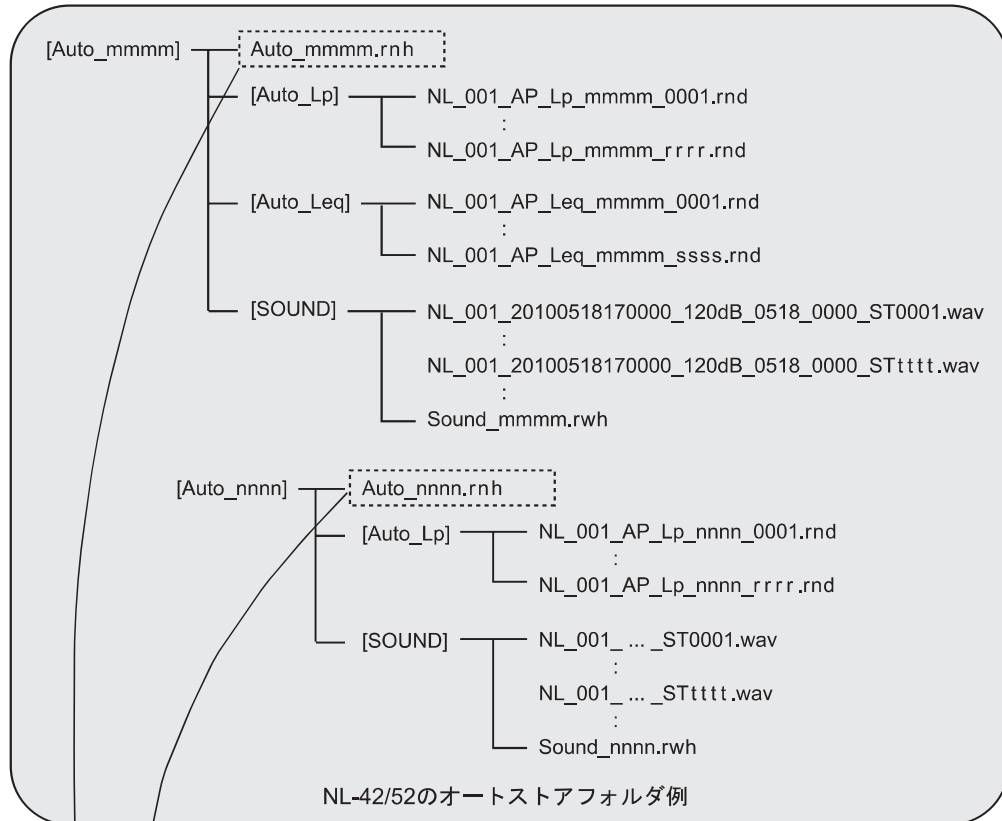 [Auto_mmmm] Auto_mmmm.rnh
[Auto_Lp] NL_001_AP_Lp_mmmm_0001.rnd
:
NL_001_AP_Lp_mmmm_rrrr.rnd
[Auto_Leq] NL_001_AP_Leq_mmmm_0001.rnd
:
NL_001_AP_Leq_mmmm_ssss.rnd
[SOUND] NL_001_20100518170000_120dB_0518_0000_ST0001.wav
:
NL_001_20100518170000_120dB_0518_0000_STtttt.wav
:
Sound_mmmm.rwh
[Auto_nnnn] Auto_nnnn.rnh
[Auto_Lp] NL_001_AP_Lp_nnnn_0001.rnd
:
NL_001_AP_Lp_nnnn_rrrr.rnd
[SOUND] NL_001_ ... _ST0001.wav
:
NL_001_ ... _STtttt.wav
:
Sound_nnnn.rwh
NL-42/52のオートストアフォルダ例